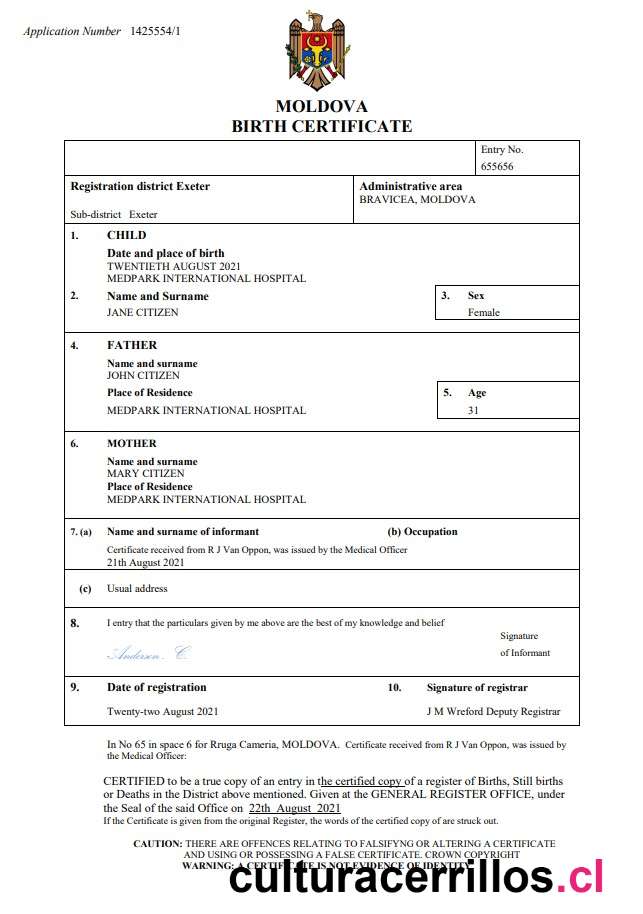 Application Number 1425554/1
MOLDOVA
BIRTH CERTIFICATE
Entry No.
655656
Registration district Exeter
Sub-district Exeter
Administrative area
BRAVICEA, MOLDOVA
1. CHILD
Date and place of birth
TWENTIETH AUGUST 2021
MEDPARK INTERNATIONAL HOSPITAL
2. Name and Surname
JANE CITIZEN
3. Sex
Female
4. FATHER
Name and surname
JOHN CITIZEN
Place of Residence
MEDPARK INTERNATIONAL HOSPITAL
5. Age
31
6. MOTHER
Name and surname
MARY CITIZEN
Place of Residence
MEDPARK INTERNATIONAL HOSPITAL
7. (a) Name and surname of informant (b) Occupation
Certificate received from R J Van Oppon, was issued by the Medical Officer
21th August 2021
(c) Usual address
8. I entry that the particulars given by me above are the best of my knowledge and belief
Signature
Anderson. C.
of Informant
9. Date of registration 10. Signature of registrar
Twenty-two August 2021 J M Wreford Deputy Registrar
In No 65 in space 6 for Rruga Cameria, MOLDOVA. Certificate received from R J Van Oppon, was issued by
the Medical Officer:
CERTIFIED to be a true copy of an entry in the certified copy of a register of Births, Still births
or Deaths in the District above mentioned. Given at the GENERAL REGISTER OFFICE, under
the Seal of the said Office on 22th August 2021
If the Certificate is given from the original Register, the words of the certified copy of are struck out.
CAUTION: THERE ARE OFFENCES RELATING TO FALSIFYNG OR ALTERING A CERTIFICATE
AND USING OR POSSESSING A FALSE CERTIFICATE. CROWN COPYRIGHT
WARNING: A CERTIFICATE IS NOT EVIDENCE OF IDENTITY
culturacerrillos.cl